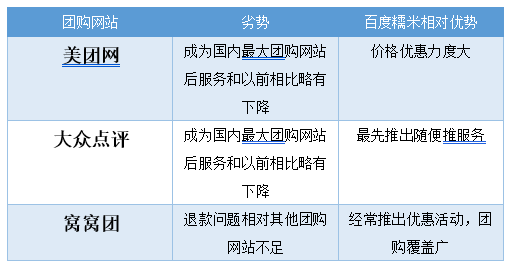 团购网站 劣势 百度糯米相对优势
美团网 成为国内最大团购网站 价格优惠力度大
后服务和以前相比略有
下降
大众点评 成为国内最大团购网站 最先推出随便推服务
后服务和以前相比略有
下降
窝窝团 退款问题相对其他团购 经常推出优惠活动，团
网站不足 购覆盖广